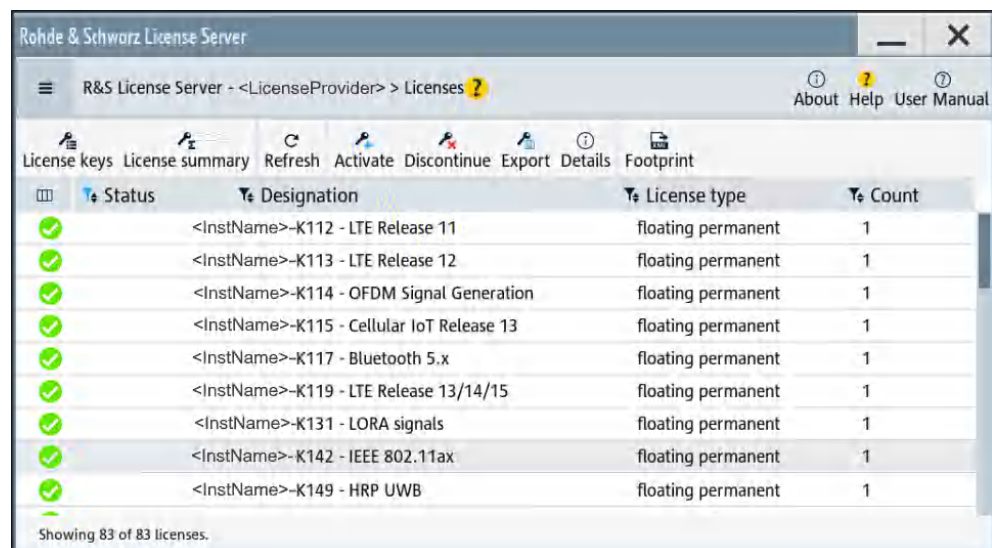 Rohde & Schwarz License Server
R&S License Server - <LicenseProvider> > Licenses ?
About Help User Manual
License keys License summary Refresh Activate Discontinue Export Details Footprint
Status Designation License type Count
<InstName>-K112 - LTE Release 11 floating permanent 1
<InstName>-K113 - LTE Release 12 floating permanent 1
<InstName>-K114 - OFDM Signal Generation floating permanent 1
<InstName>-K115 - Cellular IoT Release 13 floating permanent 1
<InstName>-K117 - Bluetooth 5.x floating permanent 1
<InstName>-K119 - LTE Release 13/14/15 floating permanent 1
<InstName>-K131 - LORA signals floating permanent 1
<InstName>-K142 - IEEE 802.11ax floating permanent 1
<InstName>-K149 - HRP UWB floating permanent 1
Showing 83 of 83 licenses.